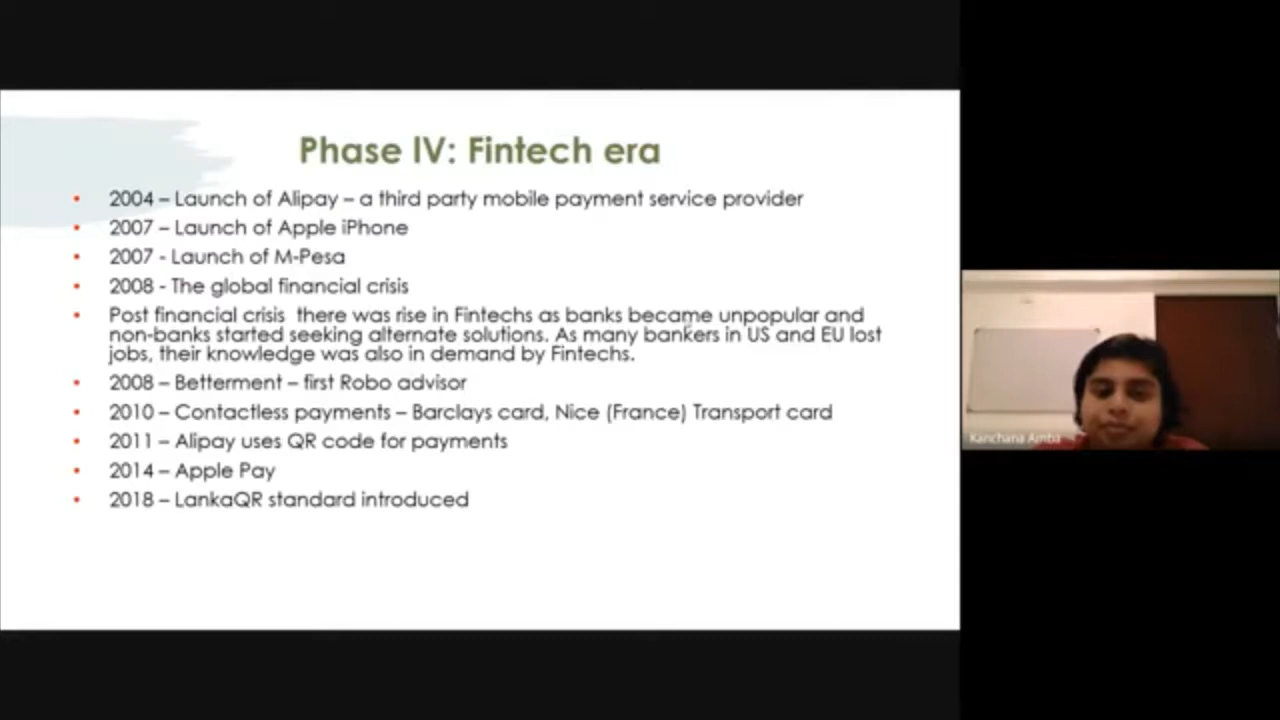 Phase IV: Fintech era
• 2004 – Launch of Alipay – a third party mobile payment service provider
• 2007 – Launch of Apple iPhone
• 2007 - Launch of M-Pesa
• 2008 - The global financial crisis
• Post financial crisis there was rise in Fintechs as banks became unpopular and
non-banks started seeking alternate solutions. As many bankers in US and EU lost
jobs, their knowledge was also in demand by Fintechs.
• 2008 – Betterment – first Robo advisor
• 2010 – Contactless payments – Barclays card, Nice (France) Transport card
• 2011 – Alipay uses QR code for payments
• 2014 – Apple Pay
• 2018 – LankaQR standard introduced
Kanchana Amba